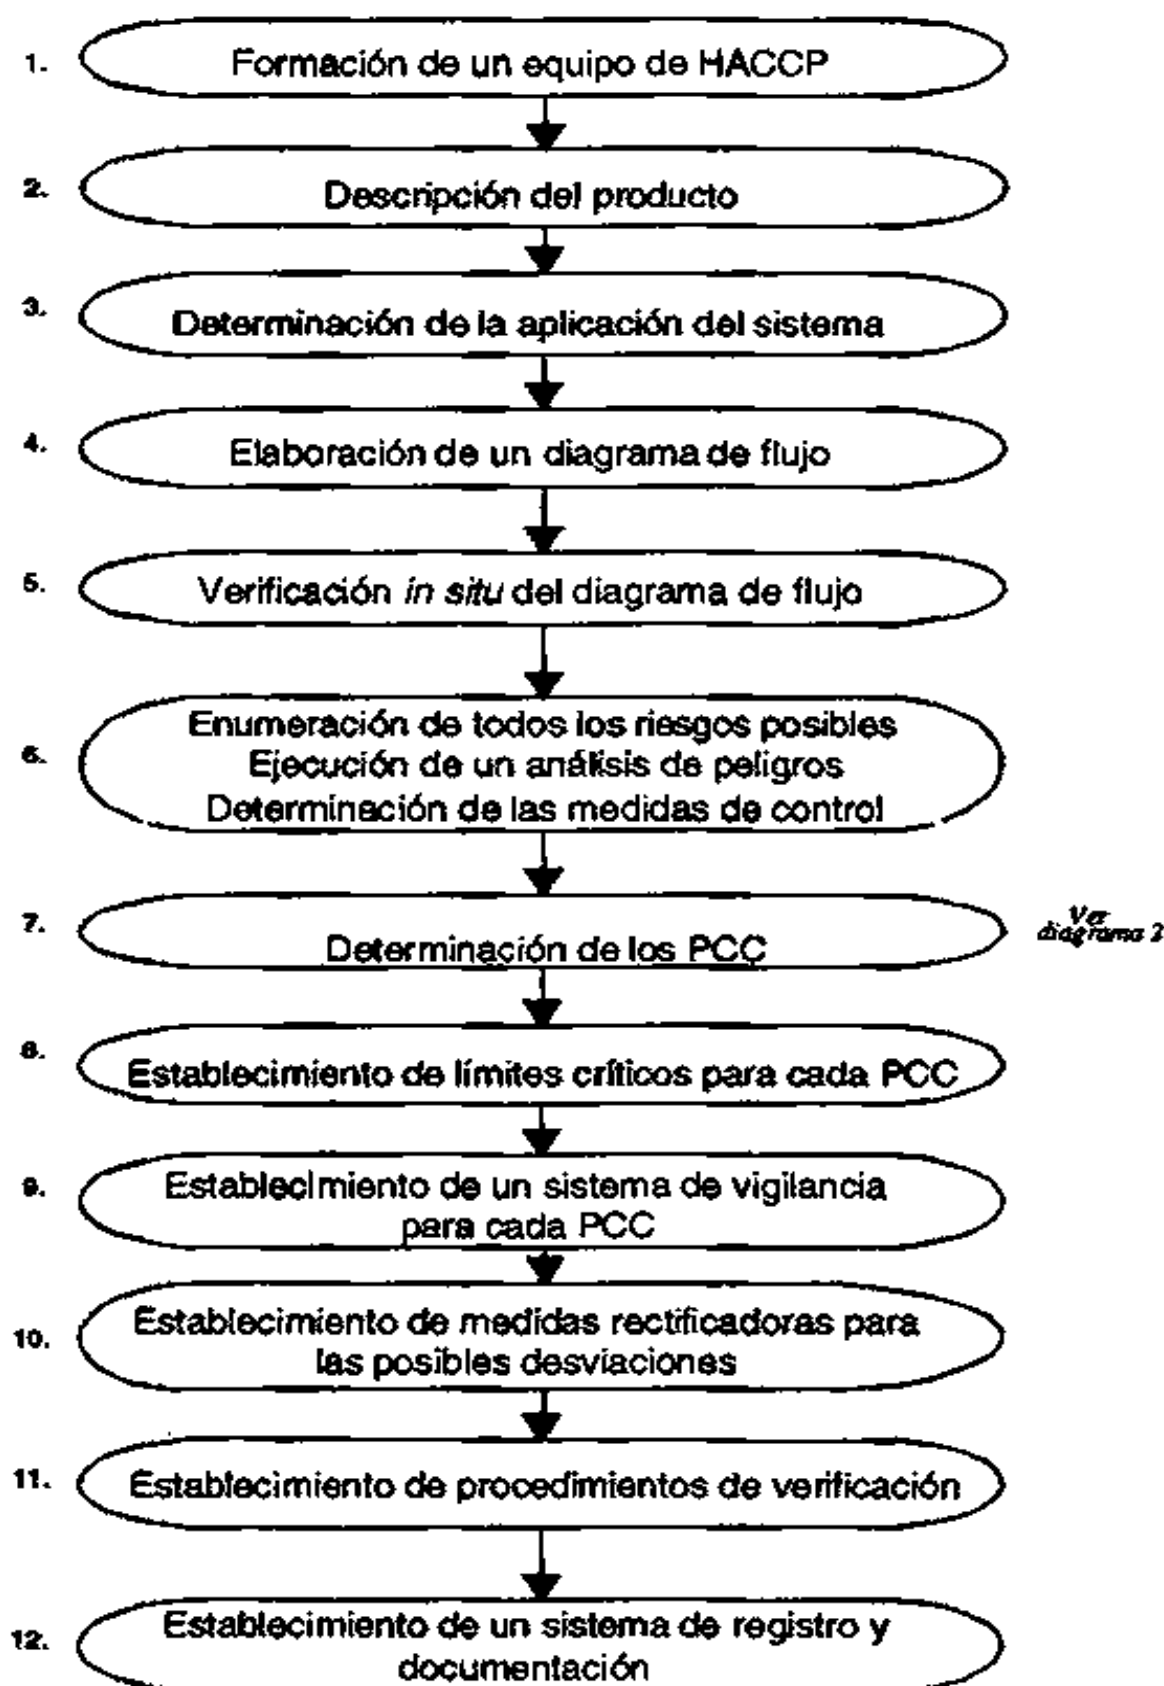 1. Formación de un equipo de HACCP
2. Descripción del producto
3. Determinación de la aplicación del sistema
4. Elaboración de un diagrama de flujo
5. Verificación in situ del diagrama de flujo
6. Enumeración de todos los riesgos posibles
Ejecución de un análisis de peligros
Determinación de las medidas de control
7. Determinación de los PCC
Ver
diagrama 2
8. Establecimiento de límites críticos para cada PCC
9. Establecimiento de un sistema de vigilancia
para cada PCC
10. Establecimiento de medidas rectificadoras para
las posibles desviaciones
11. Establecimiento de procedimientos de verificación
12. Establecimiento de un sistema de registro y
documentación